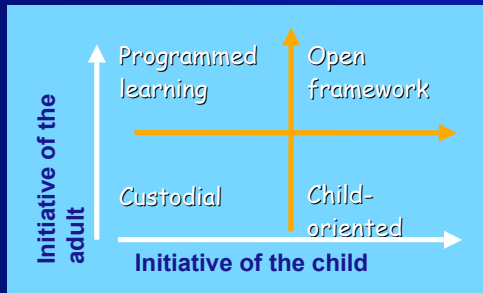 Programmed
learning
Open
framework
Custodial
Child-
oriented
Initiative of the
adult
Initiative of the child